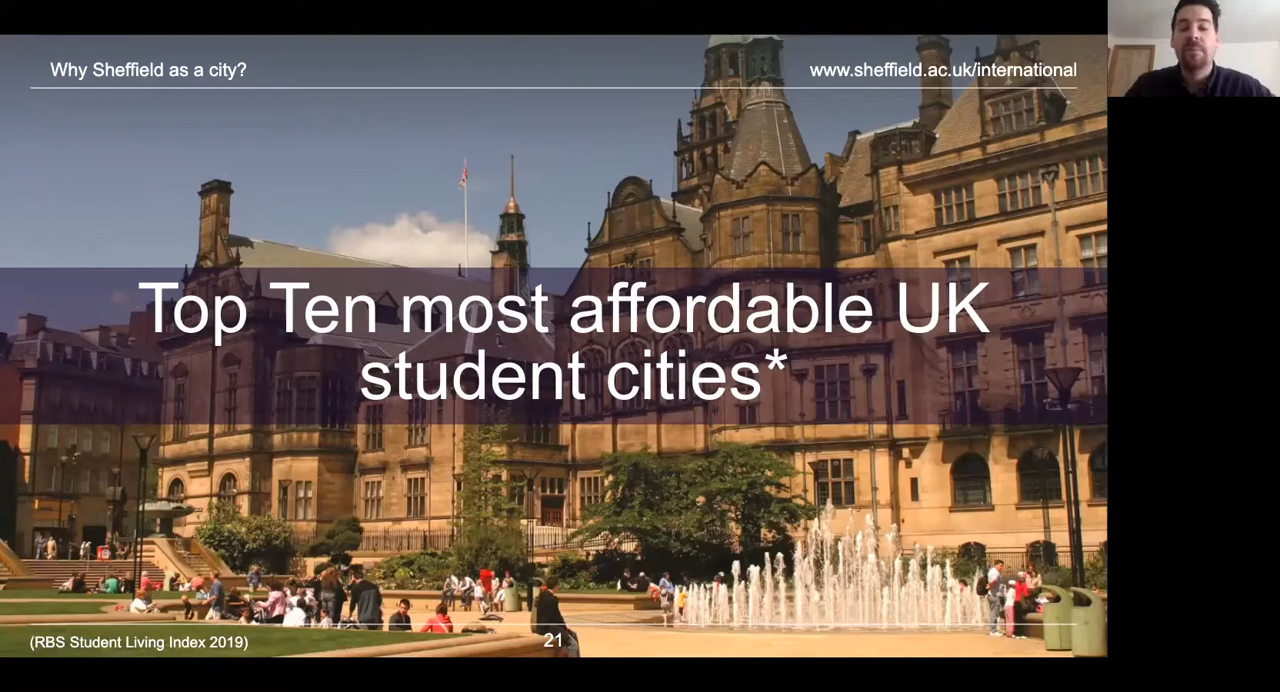 Why Sheffield as a city?
www.sheffield.ac.uk/international
Top Ten most affordable UK
student cities*
(RBS Student Living Index 2019)
21